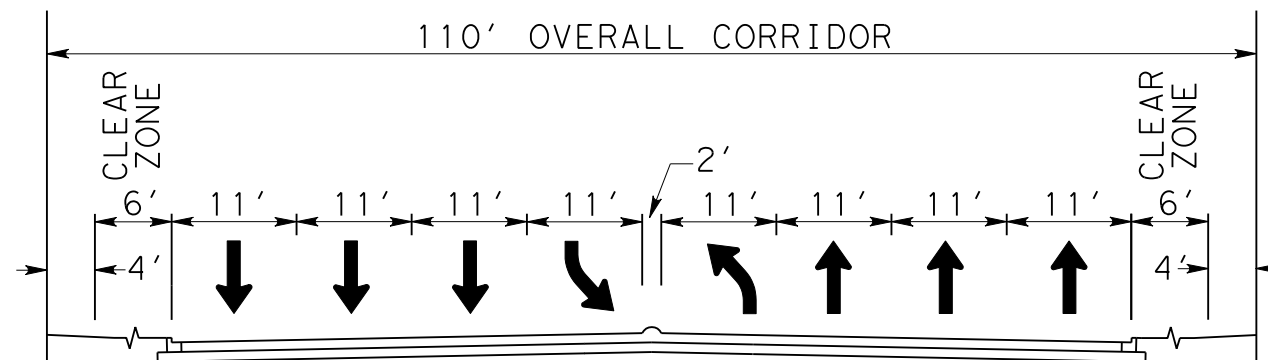 110' OVERALL CORRIDOR
CLEAR
ZONE
CLEAR
ZONE
2'
6' 11' 11' 11' 11' 11' 11' 11' 11' 6'
4' 4'